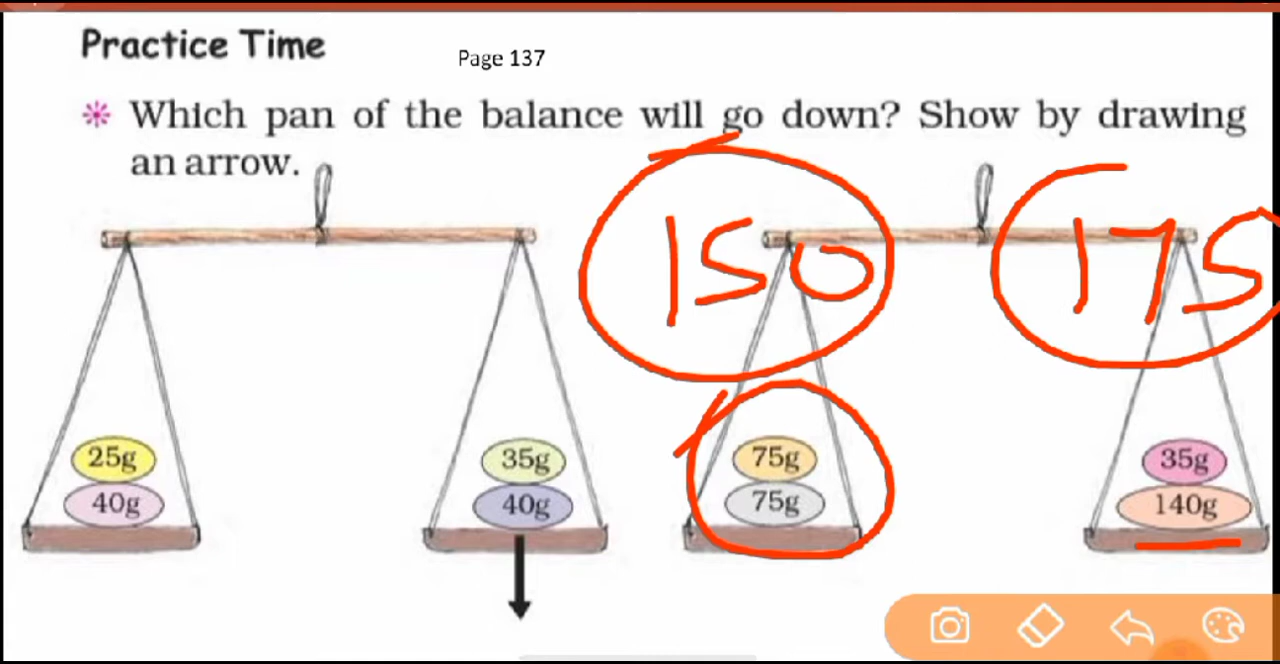 Practice Time
Page 137
Which pan of the balance will go down? Show by drawing
an arrow.
150
175
25g
40g
35g
40g
75g
75g
35g
140g